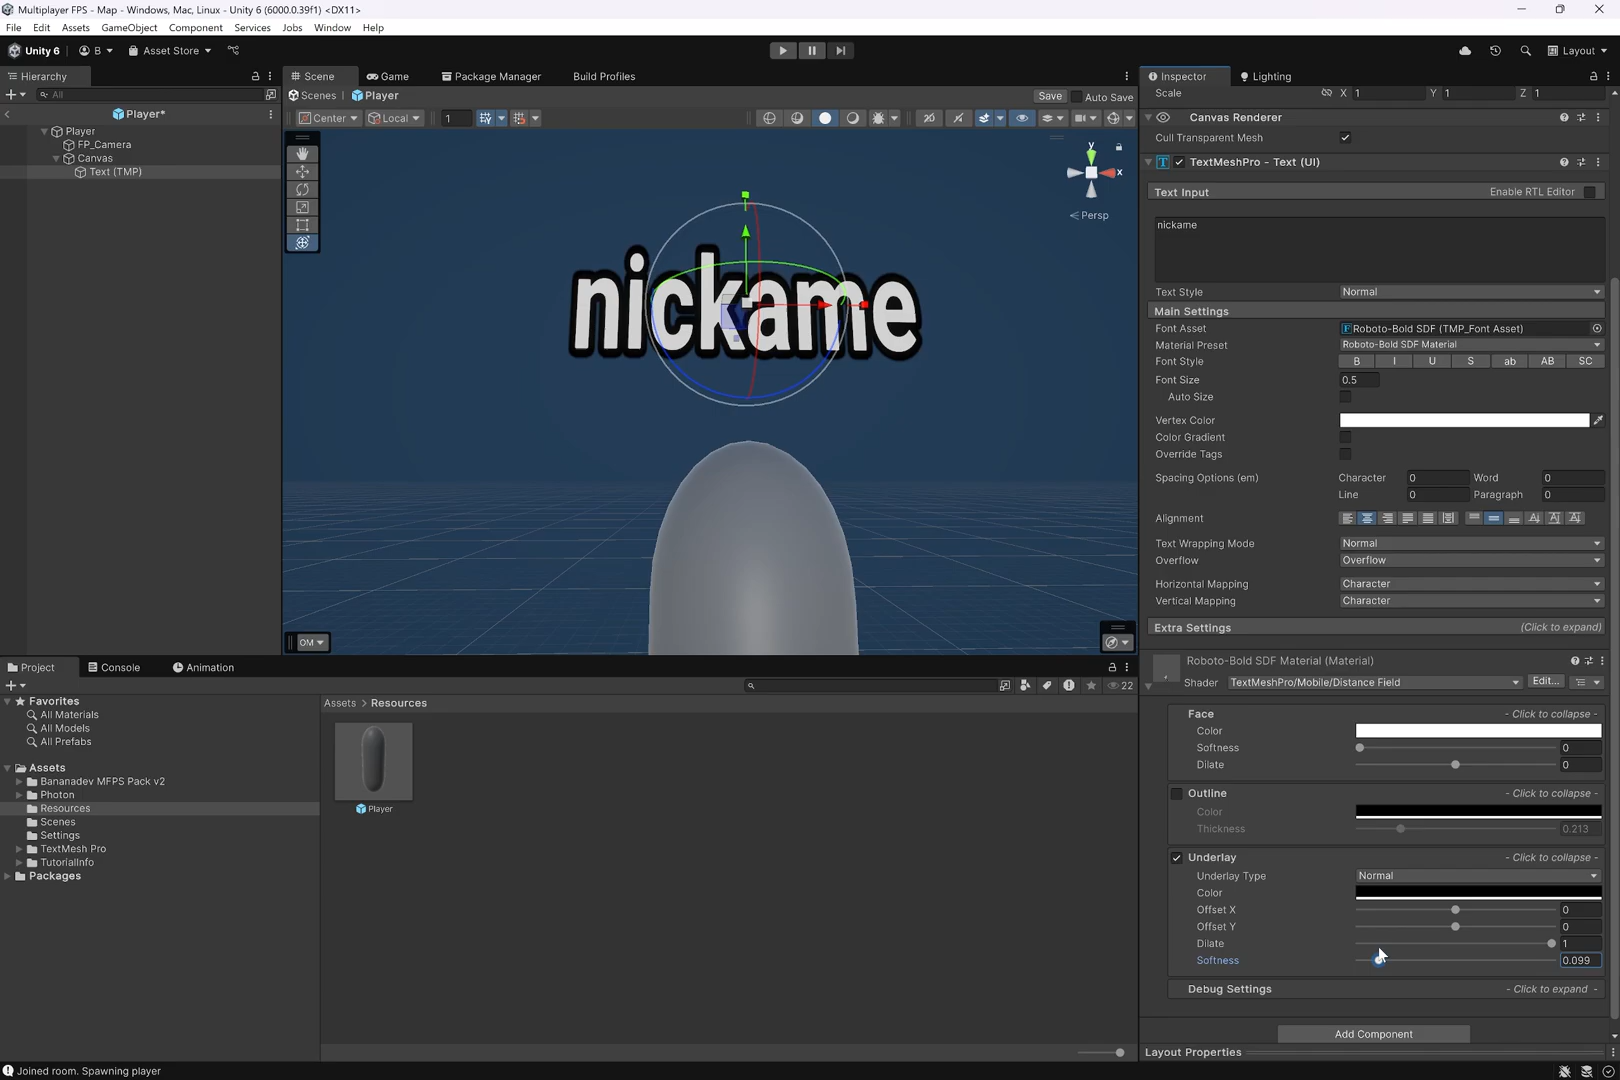 Multiplayer FPS - Map - Windows, Mac, Linux - Unity 6 (6000.0.39f1) <DX11>
File Edit Assets GameObject Component Services Jobs Window Help
Unity 6 B Asset Store Layout
Hierarchy
All
Player*
Player
FP_Camera
Canvas
Text (TMP)
Scene Game Package Manager Build Profiles
Scenes | Player Save Auto Save
Center Local 1
y
x
Persp
nickame
OM
Inspector Lighting
Scale X 1 Y 1 Z 1
Canvas Renderer
Cull Transparent Mesh
TextMeshPro - Text (UI)
Text Input Enable RTL Editor
nickame
Text Style Normal
Main Settings
Font Asset Roboto-Bold SDF (TMP_Font Asset)
Material Preset Roboto-Bold SDF Material
Font Style B I U S ab AB SC
Font Size 0.5
Auto Size
Vertex Color
Color Gradient
Override Tags
Spacing Options (em) Character 0 Word 0
Line 0 Paragraph 0
Alignment
Text Wrapping Mode Normal
Overflow Overflow
Horizontal Mapping Character
Vertical Mapping Character
Extra Settings (Click to expand)
Roboto-Bold SDF Material (Material)
Shader TextMeshPro/Mobile/Distance Field Edit...
Face - Click to collapse -
Color
Softness 0
Dilate 0
Outline - Click to collapse -
Color
Thickness 0.213
Underlay - Click to collapse -
Underlay Type Normal
Color
Offset X 0
Offset Y 0
Dilate 1
Softness 0.099
Debug Settings - Click to expand -
Add Component
Layout Properties
Project Console Animation
22
Favorites
All Materials
All Models
All Prefabs
Assets
Bananadev MFPS Pack v2
Photon
Resources
Scenes
Settings
TextMesh Pro
TutorialInfo
Packages
Assets > Resources
Player
Joined room. Spawning player